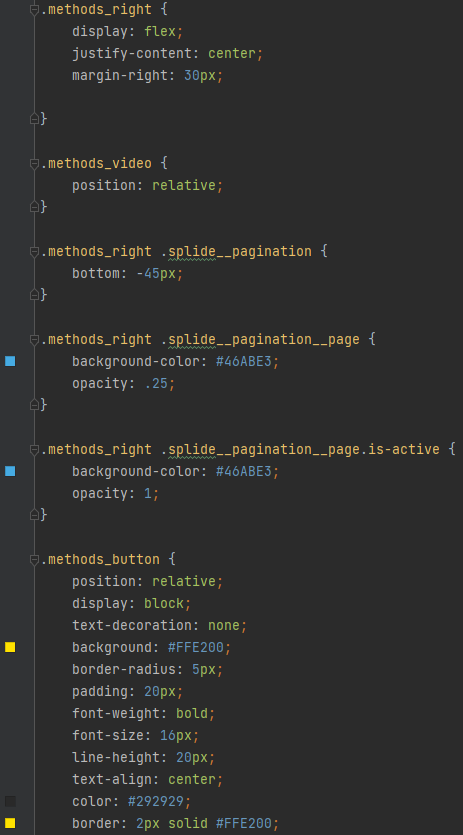 .methods_right {
display: flex;
justify-content: center;
margin-right: 30px;
}
.methods_video {
position: relative;
}
.methods_right .splide__pagination {
bottom: -45px;
}
.methods_right .splide__pagination__page {
background-color: #46ABE3;
opacity: .25;
}
.methods_right .splide__pagination__page.is-active {
background-color: #46ABE3;
opacity: 1;
}
.methods_button {
position: relative;
display: block;
text-decoration: none;
background: #FFE200;
border-radius: 5px;
padding: 20px;
font-weight: bold;
font-size: 16px;
line-height: 20px;
text-align: center;
color: #292929;
border: 2px solid #FFE200;